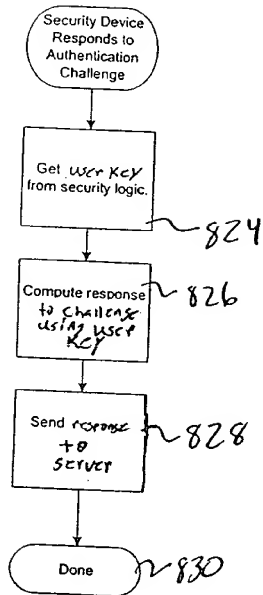 Security Device
Responds to
Authentication
Challenge
Get user key
from security logic.
824
Compute response
to challenge
using user
key
826
Send response
to
server
828
Done
830